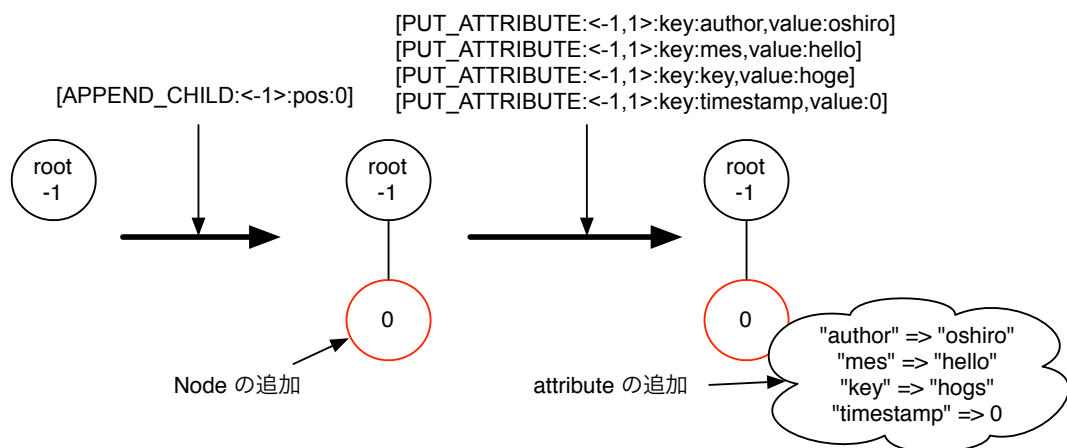 [PUT_ATTRIBUTE:<-1,1>:key:author,value:oshiro]
[PUT_ATTRIBUTE:<-1,1>:key:mes,value:hello]
[PUT_ATTRIBUTE:<-1,1>:key:key,value:hoge]
[PUT_ATTRIBUTE:<-1,1>:key:timestamp,value:0]
[APPEND_CHILD:<-1>:pos:0]
root
-1
root
-1
root
-1
0
0
Node の追加
attribute の追加
"author" => "oshiro"
"mes" => "hello"
"key" => "hogs"
"timestamp" => 0